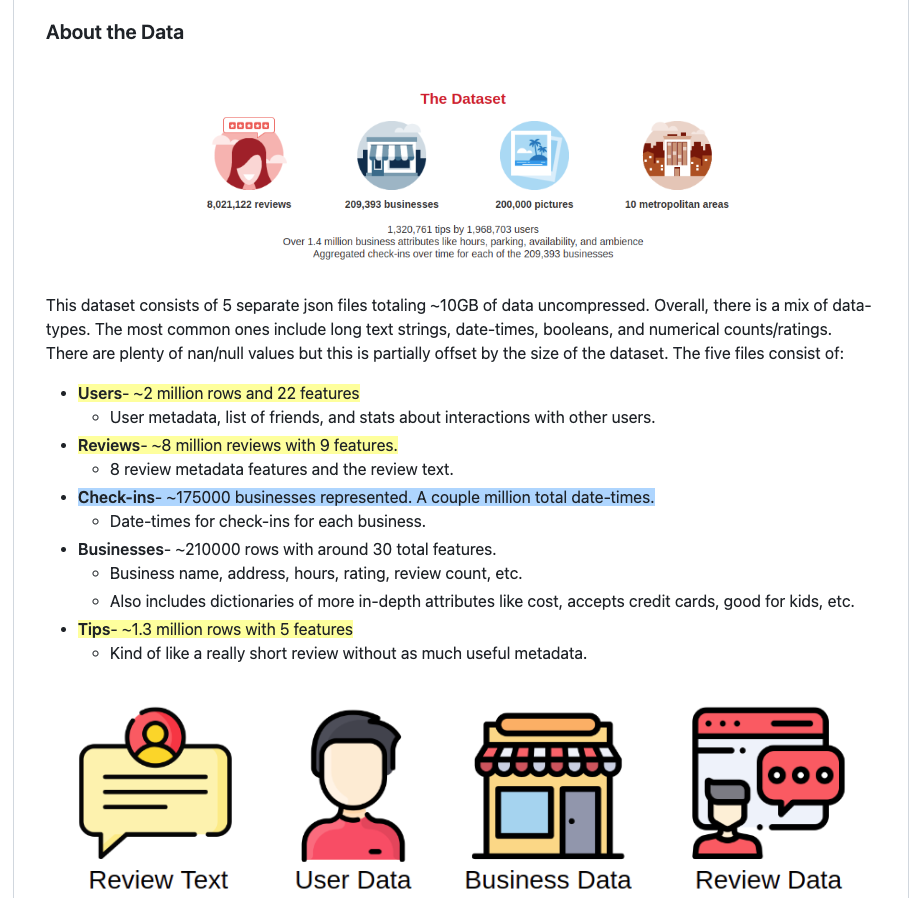 About the Data
The Dataset
8,021,122 reviews
209,393 businesses
200,000 pictures
10 metropolitan areas
1,320,761 tips by 1,968,703 users
Over 1.4 million business attributes like hours, parking, availability, and ambience
Aggregated check-ins over time for each of the 209,393 businesses
This dataset consists of 5 separate json files totaling ~10GB of data uncompressed. Overall, there is a mix of data-
types. The most common ones include long text strings, date-times, booleans, and numerical counts/ratings.
There are plenty of nan/null values but this is partially offset by the size of the dataset. The five files consist of:
• Users- ~2 million rows and 22 features
◦ User metadata, list of friends, and stats about interactions with other users.
• Reviews- ~8 million reviews with 9 features.
◦ 8 review metadata features and the review text.
• Check-ins- ~175000 businesses represented. A couple million total date-times.
◦ Date-times for check-ins for each business.
• Businesses- ~210000 rows with around 30 total features.
◦ Business name, address, hours, rating, review count, etc.
◦ Also includes dictionaries of more in-depth attributes like cost, accepts credit cards, good for kids, etc.
• Tips- ~1.3 million rows with 5 features
◦ Kind of like a really short review without as much useful metadata.
Review Text
User Data
Business Data
Review Data